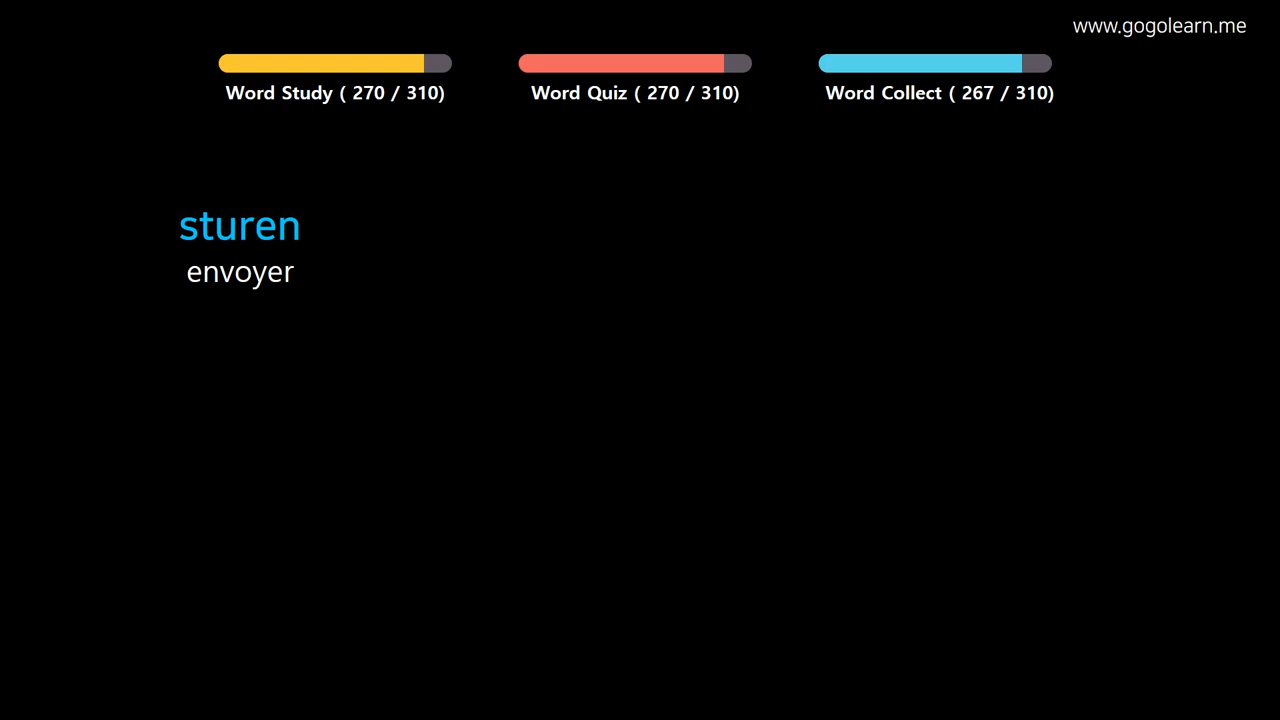 www.gogolearn.me
Word Study ( 270 / 310)
Word Quiz ( 270 / 310)
Word Collect ( 267 / 310)
sturen
envoyer